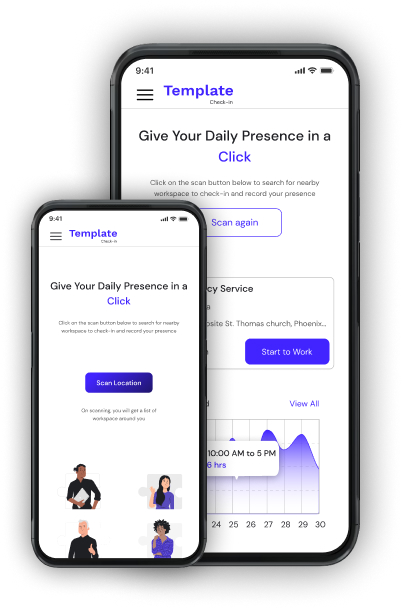 9:41
Template
Check-in
Give Your Daily Presence in a
Click
Click on the scan button below to search for nearby
workspace to check-in and record your presence
Scan again
cy Service
a
osite St. Thomas church, Phoenix...
Start to Work
d
View All
10:00 AM to 5 PM
6 hrs
24 25 26 27 28 29 30
9:41
Template
Check-in
Give Your Daily Presence in a
Click
Click on the scan button below to search for nearby
workspace to check-in and record your presence
Scan Location
On scanning, you will get a list of
workspace around you